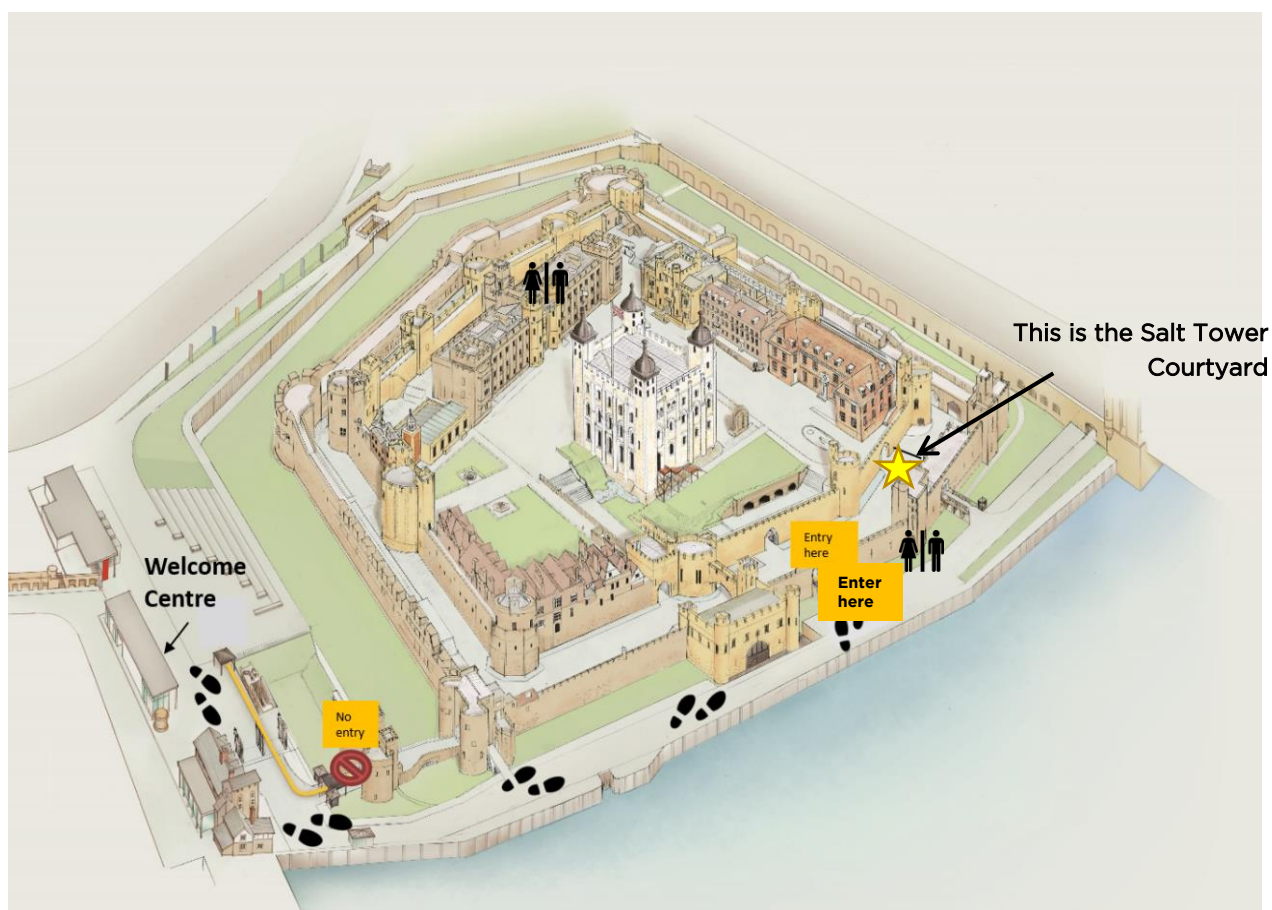 This is the Salt Tower
Courtyard
Entry
here
Enter
here
Welcome
Centre
No
entry